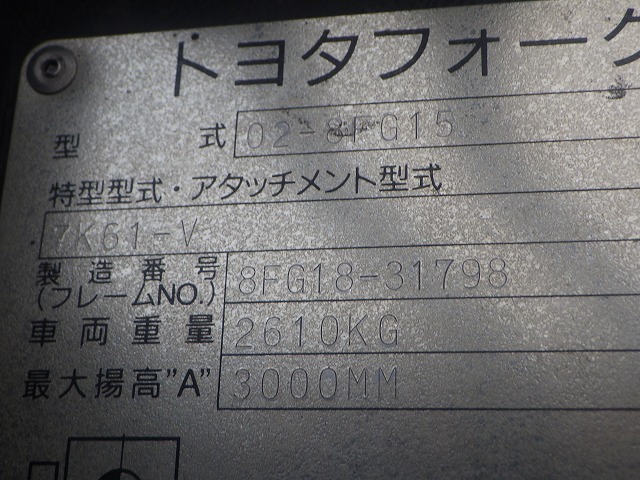 トヨタフォーク
型 式 02-8FG15
特型型式・アタッチメント型式
7K61-V
製造番号
(フレームNO.) 8FG18-31798
車両重量 2610KG
最大揚高"A" 3000MM